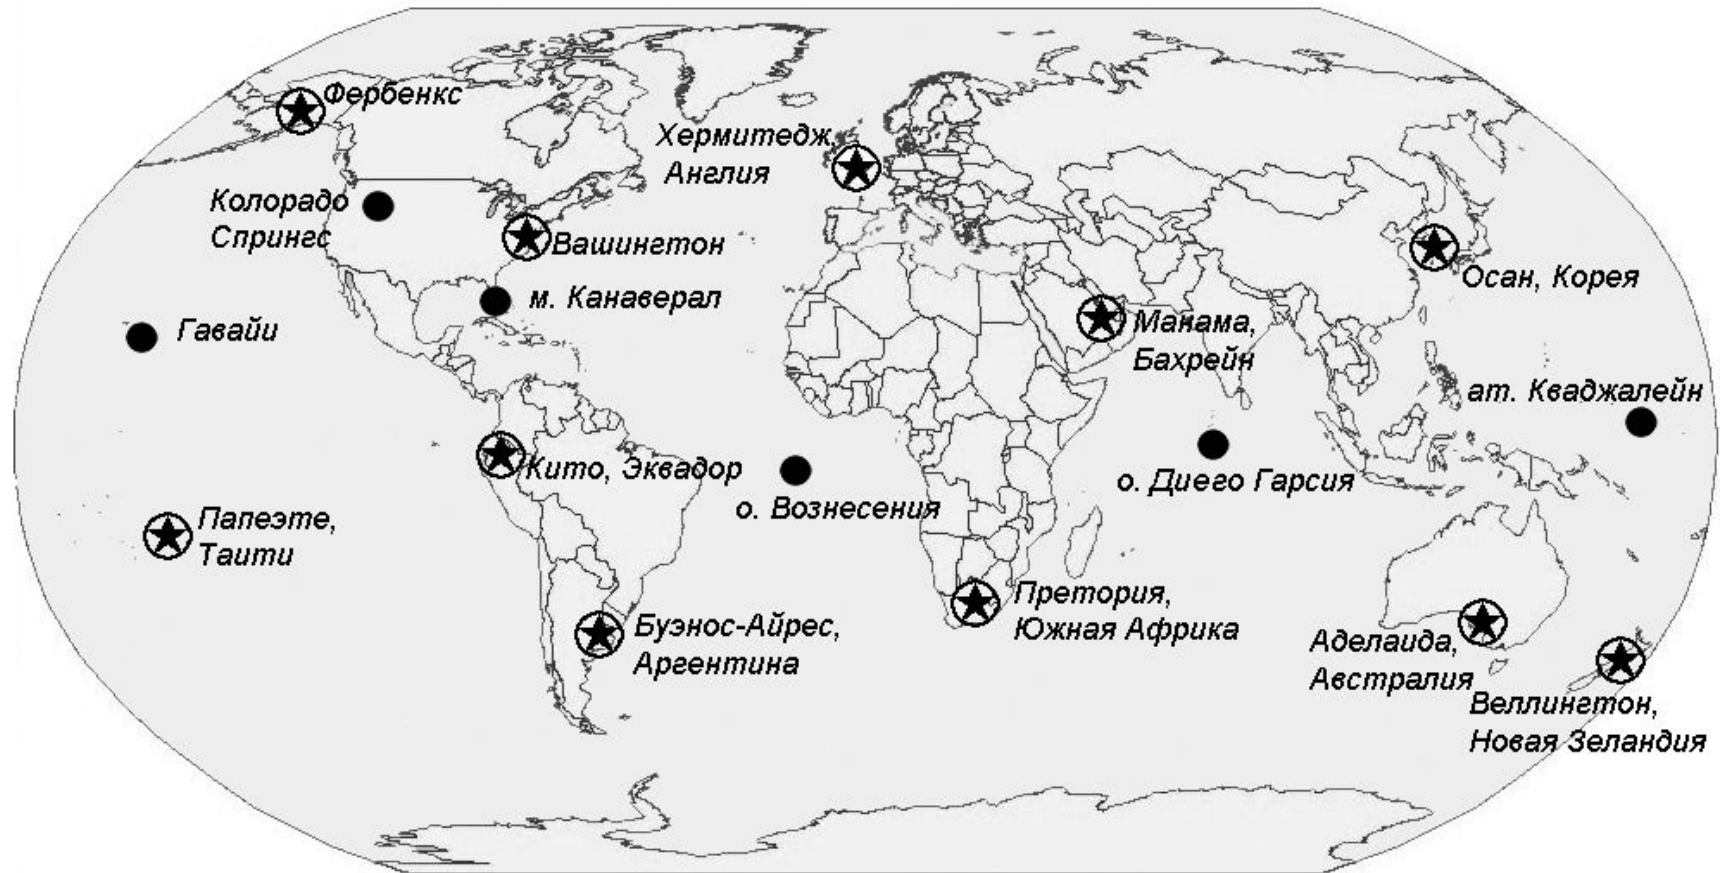 Фербенкс
Хермитедж,
Англия
Колорадо
Спрингс
Вашингтон
Осан, Корея
м. Канаверал
Гавайи
Манама,
Бахрейн
ат. Кваджалейн
Кито, Эквадор
о. Вознесения
о. Диего Гарсия
Папеэте,
Таити
Претория,
Южная Африка
Буэнос-Айрес,
Аргентина
Аделаида,
Австралия
Веллингтон,
Новая Зеландия